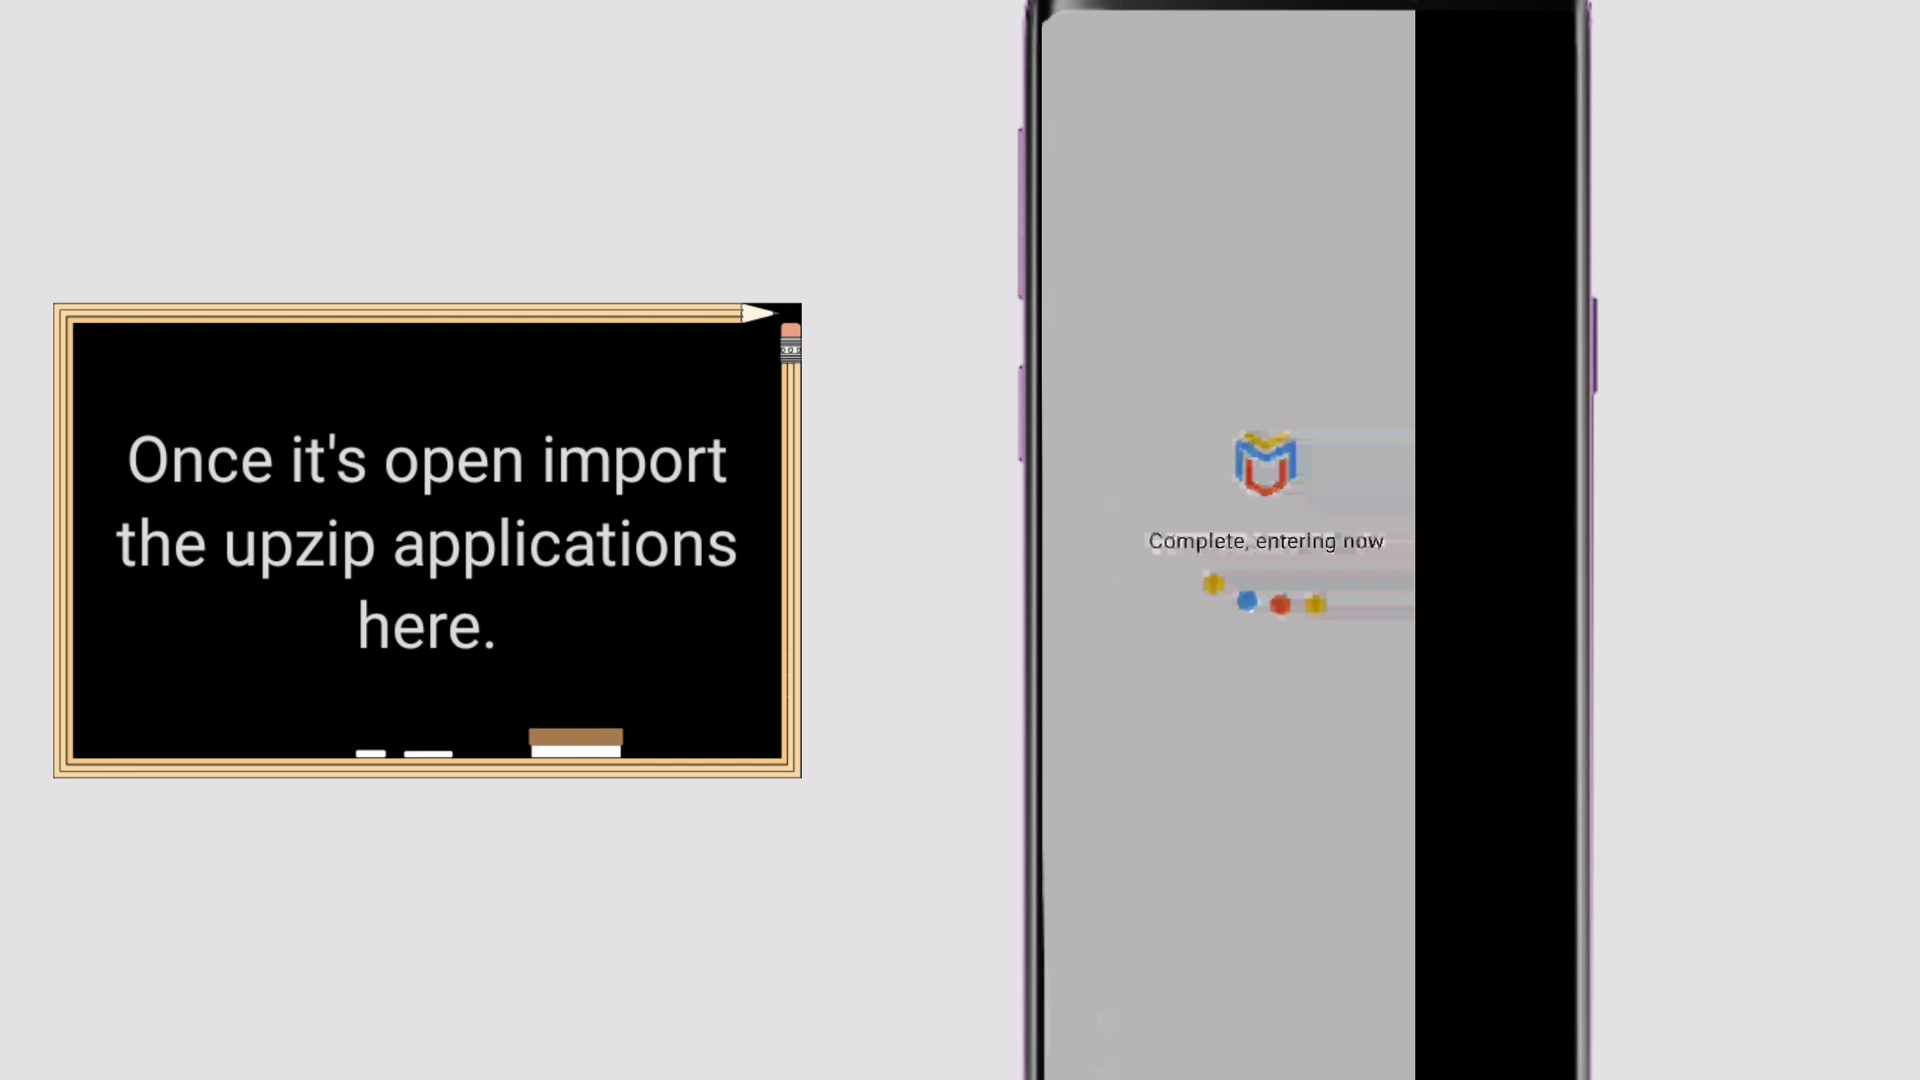 Once it's open import
the upzip applications
here.
Complete, entering now